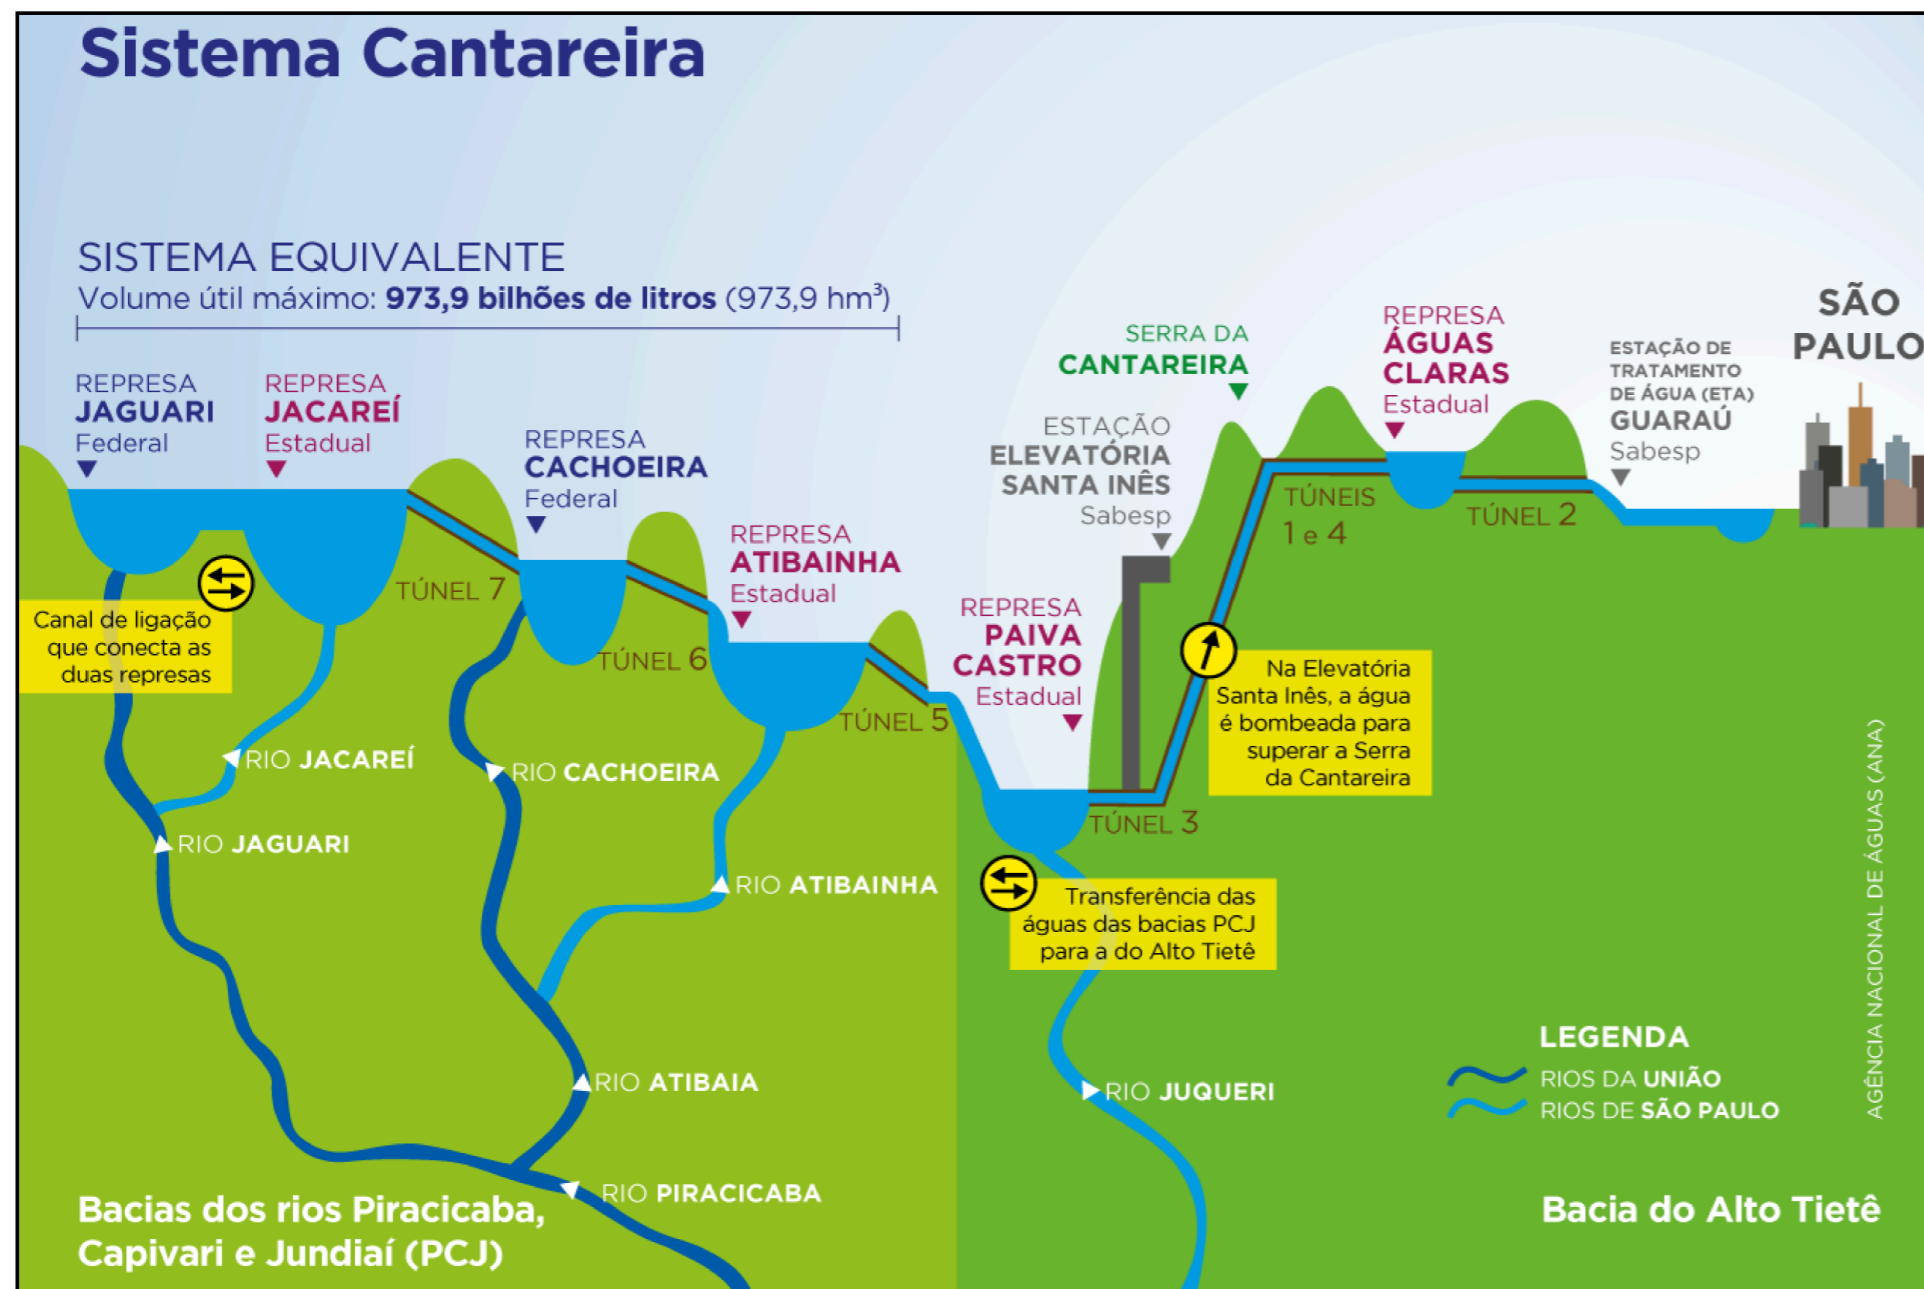 Sistema Cantareira
SISTEMA EQUIVALENTE
Volume útil máximo: 973,9 bilhões de litros (973,9 hm³)
REPRESA
JAGUARI
Federal
REPRESA
JACAREÍ
Estadual
REPRESA
CACHOEIRA
Federal
REPRESA
ATIBAINHA
Estadual
REPRESA
PAIVA
CASTRO
Estadual
ESTAÇÃO
ELEVATÓRIA
SANTA INÊS
Sabesp
SERRA DA
CANTAREIRA
REPRESA
ÁGUAS
CLARAS
Estadual
ESTAÇÃO DE
TRATAMENTO
DE ÁGUA (ETA)
GUARAÚ
Sabesp
SÃO
PAULO
TÚNEL 7
TÚNEL 6
TÚNEL 5
TÚNEL 3
TÚNEIS
1 e 4
TÚNEL 2
Canal de ligação
que conecta as
duas represas
Na Elevatória
Santa Inês, a água
é bombeada para
superar a Serra
da Cantareira
Transferência das
águas das bacias PCJ
para a do Alto Tietê
RIO JACAREÍ
RIO JAGUARI
RIO CACHOEIRA
RIO ATIBAINHA
RIO ATIBAIA
RIO PIRACICABA
RIO JUQUERI
LEGENDA
RIOS DA UNIÃO
RIOS DE SÃO PAULO
AGÊNCIA NACIONAL DE ÁGUAS (ANA)
Bacias dos rios Piracicaba,
Capivari e Jundiaí (PCJ)
Bacia do Alto Tietê